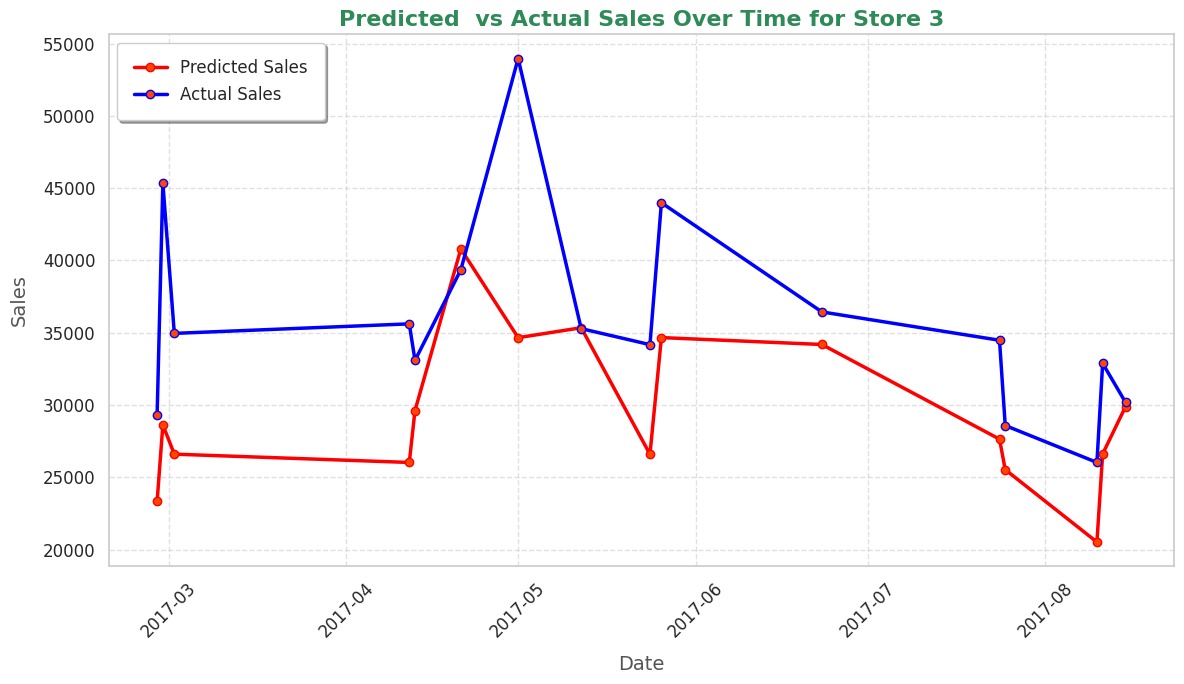 Predicted  vs Actual Sales Over Time for Store 3
Predicted Sales
Actual Sales
Sales
55000
50000
45000
40000
35000
30000
25000
20000
2017-03
2017-04
2017-05
2017-06
2017-07
2017-08
Date